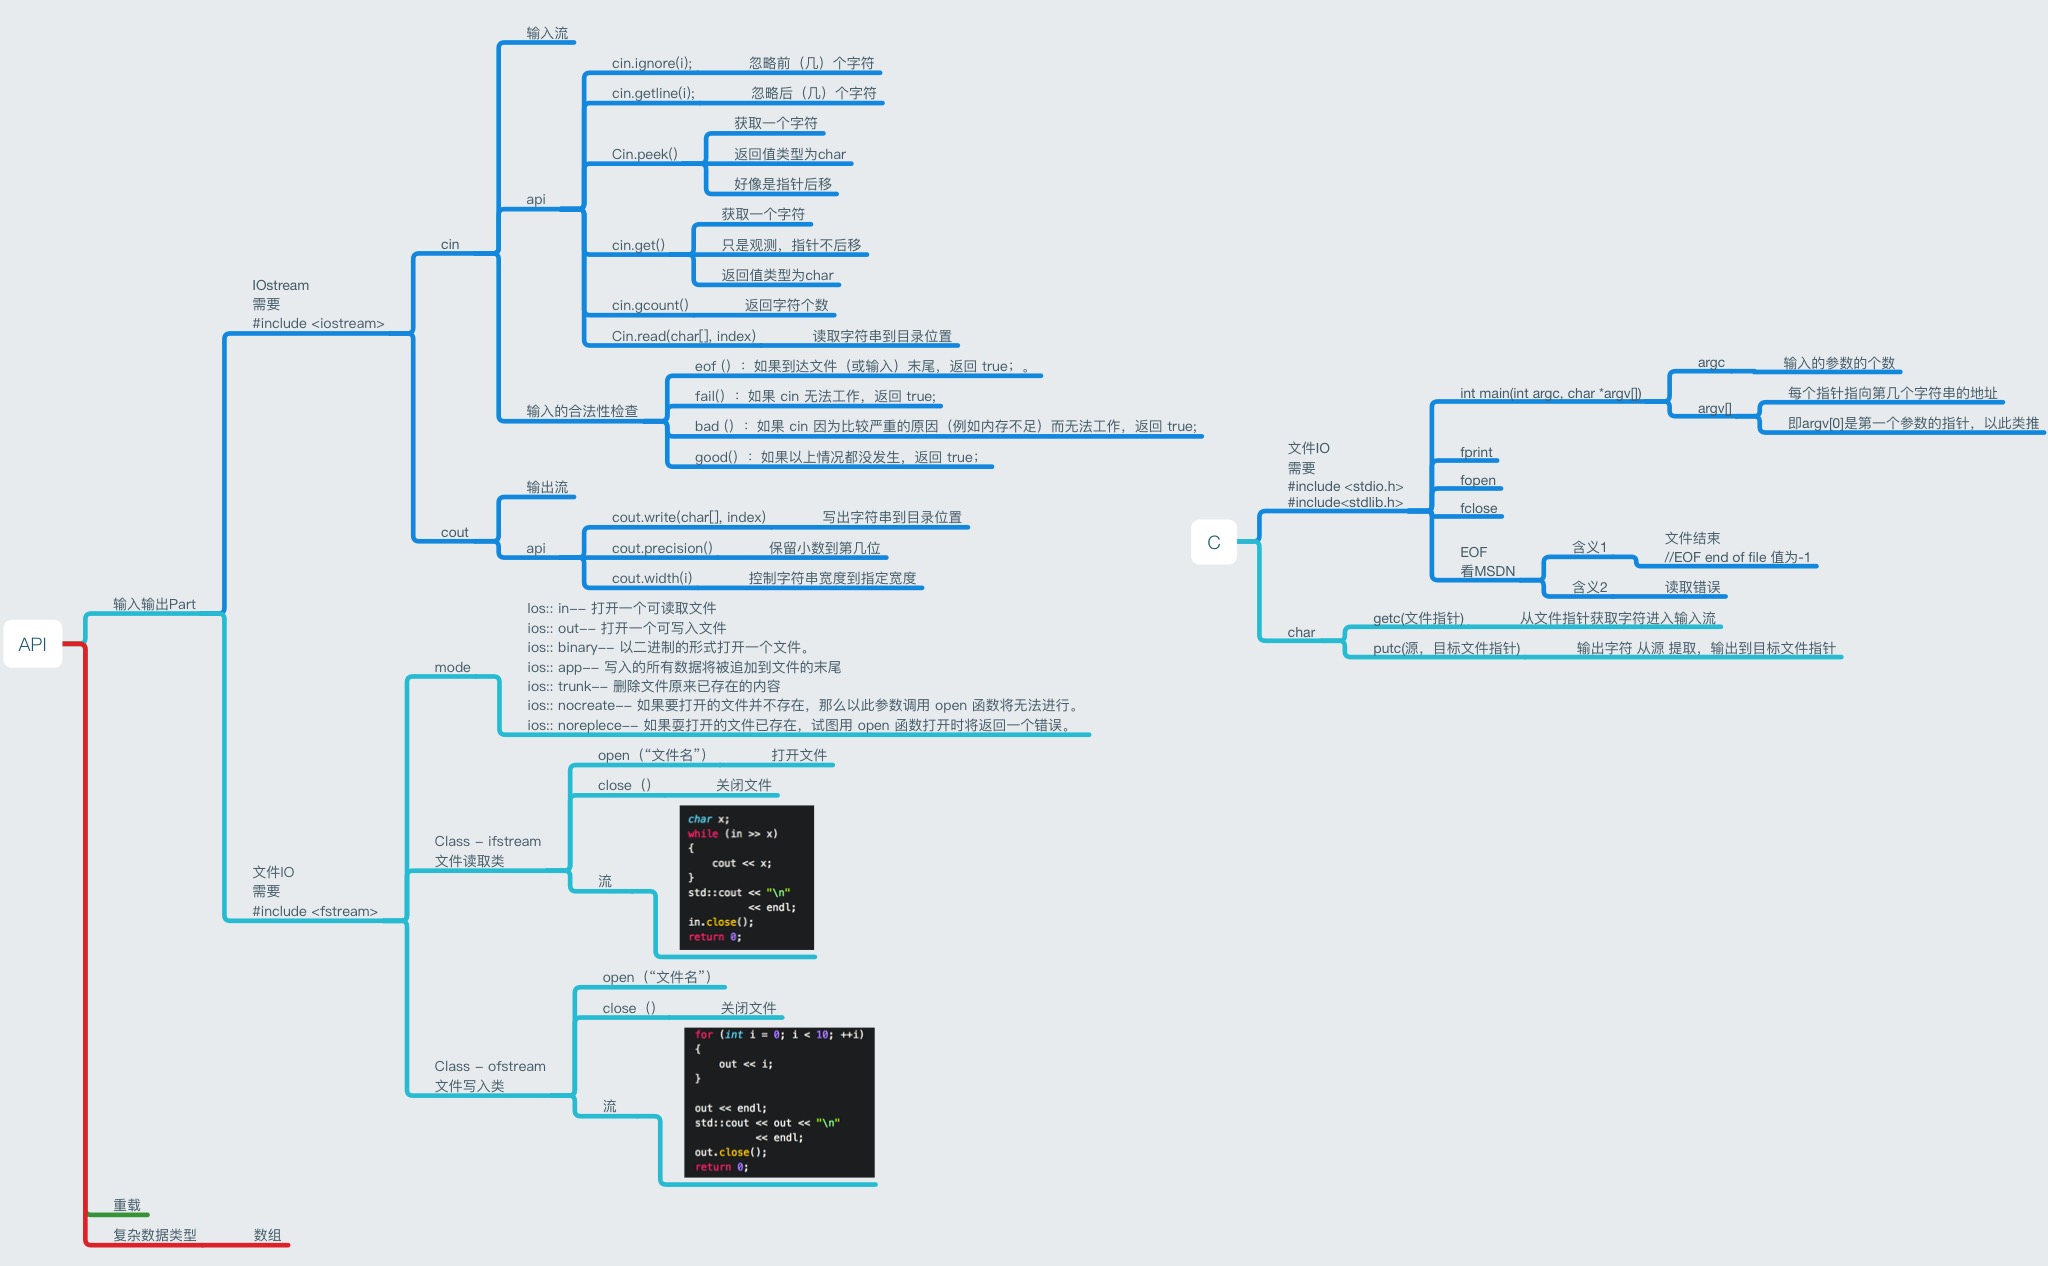 API
输入输出Part
IOstream
需要
#include <iostream>
cin
输入流
api
cin.ignore(i);
忽略前（几）个字符
cin.getline(i);
忽略后（几）个字符
Cin.peek()
获取一个字符
返回值类型为char
好像是指针后移
cin.get()
获取一个字符
只是观测，指针不后移
返回值类型为char
cin.gcount()
返回字符个数
Cin.read(char[], index)
读取字符串到目录位置
输入的合法性检查
eof () ：如果到达文件（或输入）末尾，返回 true；。
fail() ：如果 cin 无法工作，返回 true;
bad () ：如果 cin 因为比较严重的原因（例如内存不足）而无法工作，返回 true;
good() ：如果以上情况都没发生，返回 true；
cout
输出流
api
cout.write(char[], index)
写出字符串到目录位置
cout.precision()
保留小数到第几位
cout.width(i)
控制字符串宽度到指定宽度
文件IO
需要
#include <fstream>
mode
Ios:: in-- 打开一个可读取文件
ios:: out-- 打开一个可写入文件
ios:: binary-- 以二进制的形式打开一个文件。
ios:: app-- 写入的所有数据将被追加到文件的末尾
ios:: trunk-- 删除文件原来已存在的内容
ios:: nocreate-- 如果要打开的文件并不存在，那么以此参数调用 open 函数将无法进行。
ios:: noreplece-- 如果耍打开的文件已存在，试图用 open 函数打开时将返回一个错误。
Class - ifstream
文件读取类
open（“文件名”）
打开文件
close（）
关闭文件
流
char x;
while (in >> x)
{
cout << x;
}
std::cout << "\n"
<< endl;
in.close();
return 0;
Class - ofstream
文件写入类
open（“文件名”）
close（）
关闭文件
流
for (int i = 0; i < 10; ++i)
{
out << i;
}
out << endl;
std::cout << out << "\n"
<< endl;
out.close();
return 0;
重载
复杂数据类型
数组
C
文件IO
需要
#include <stdio.h>
#include<stdlib.h>
int main(int argc, char *argv[])
argc
输入的参数的个数
argv[]
每个指针指向第几个字符串的地址
即argv[0]是第一个参数的指针，以此类推
fprint
fopen
fclose
EOF
看MSDN
含义1
文件结束
//EOF end of file 值为-1
含义2
读取错误
char
getc(文件指针)
从文件指针获取字符进入输入流
putc(源，目标文件指针)
输出字符 从源 提取，输出到目标文件指针